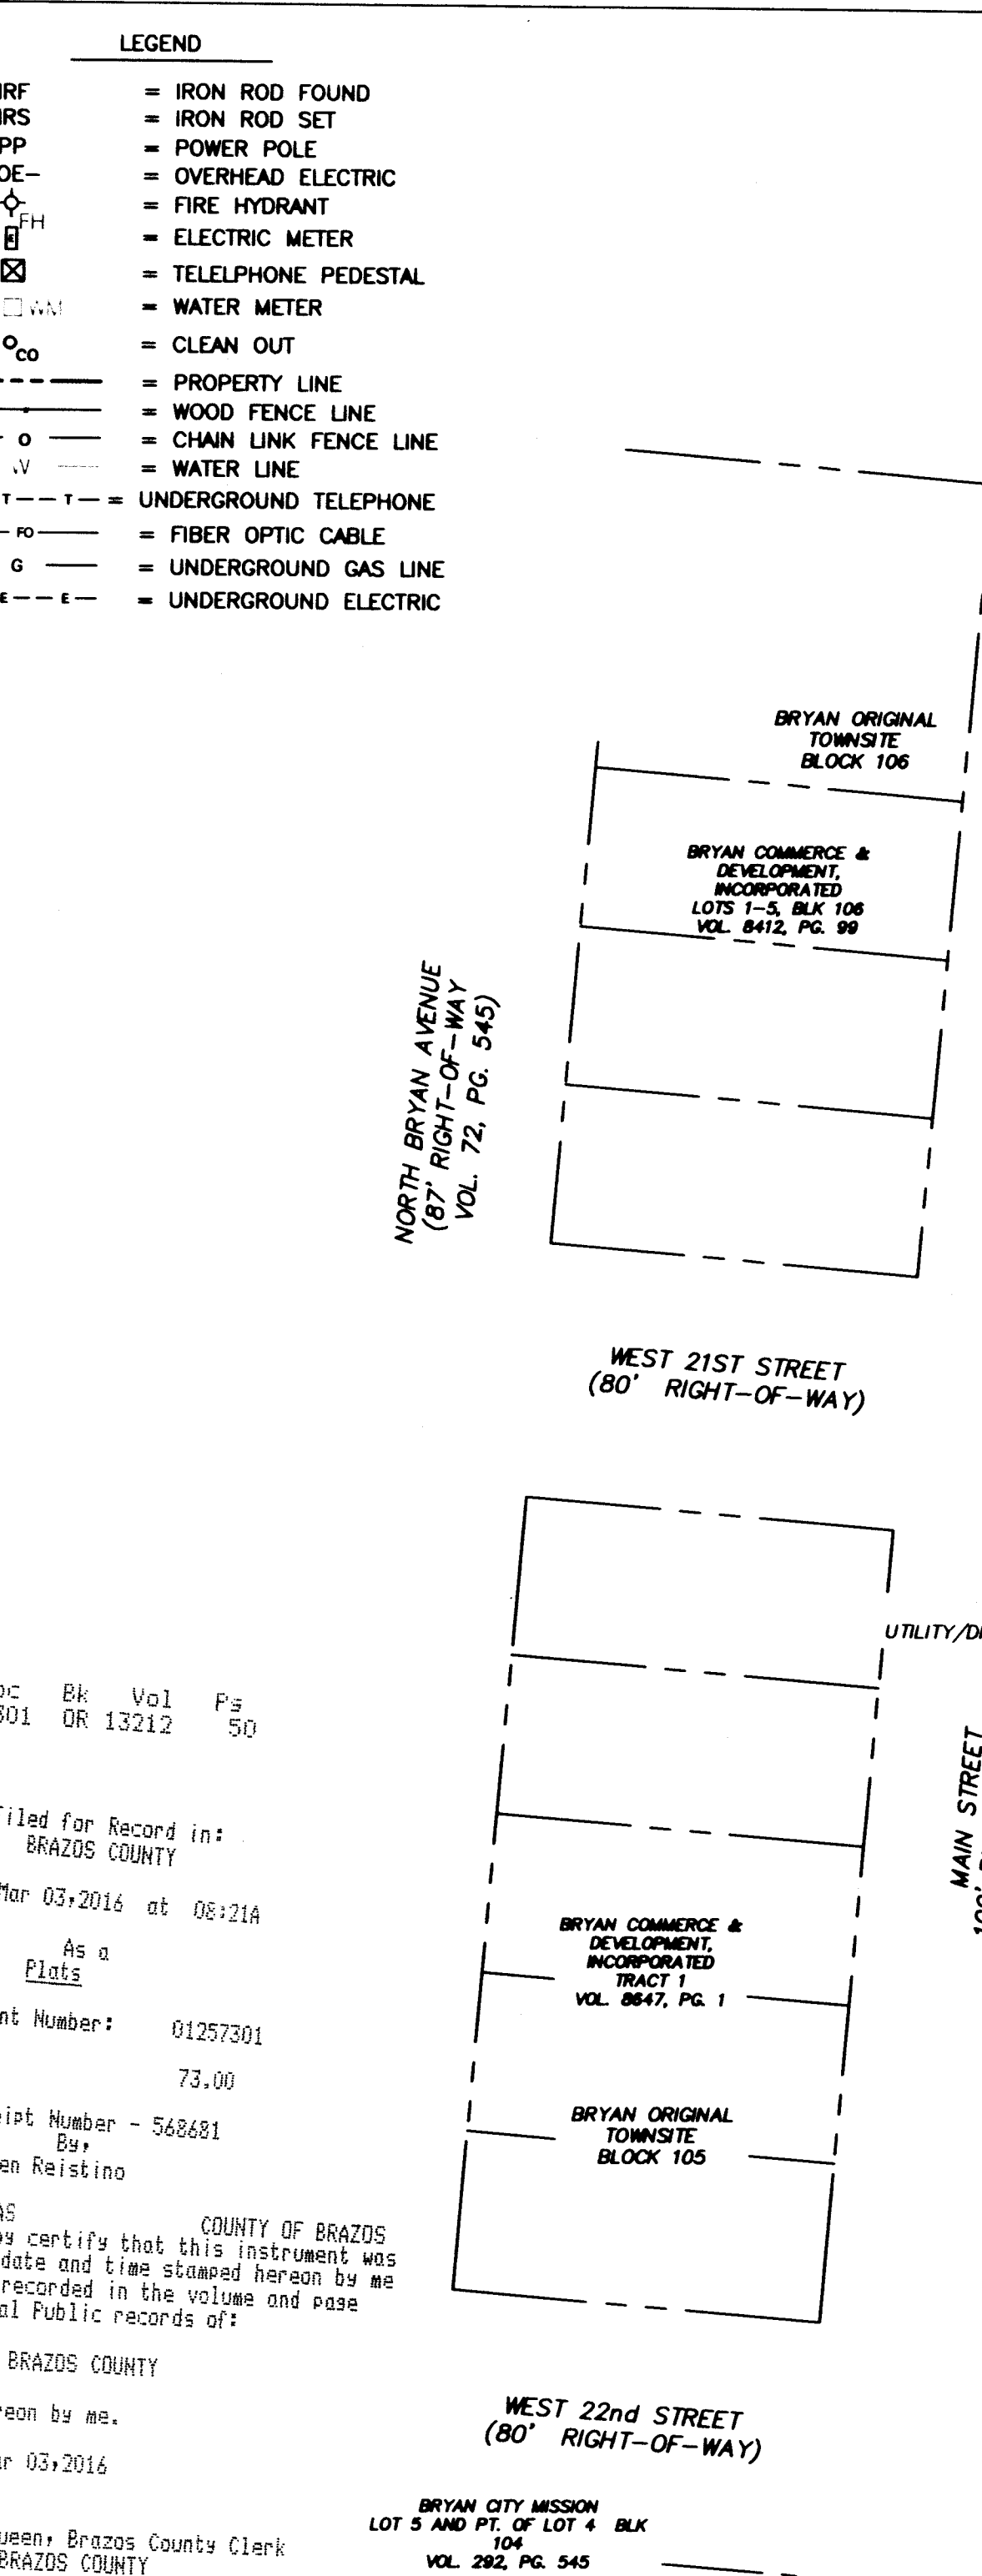 LEGEND
IRF = IRON ROD FOUND
IRS = IRON ROD SET
PP = POWER POLE
OE- = OVERHEAD ELECTRIC
FH = FIRE HYDRANT
E = ELECTRIC METER
= TELELPHONE PEDESTAL
WM = WATER METER
CO = CLEAN OUT
= PROPERTY LINE
= WOOD FENCE LINE
O = CHAIN LINK FENCE LINE
W = WATER LINE
T — — T — = UNDERGROUND TELEPHONE
FO = FIBER OPTIC CABLE
G = UNDERGROUND GAS LINE
E — — E — = UNDERGROUND ELECTRIC
BRYAN ORIGINAL
TOWNSITE
BLOCK 106
BRYAN COMMERCE &
DEVELOPMENT,
INCORPORATED
LOTS 1-5, BLK 106
VOL. 8412, PG. 99
NORTH BRYAN AVENUE
(87' RIGHT-OF-WAY
VOL. 72, PG. 545)
WEST 21ST STREET
(80' RIGHT-OF-WAY)
UTILITY/
MAIN STREET
100'
oc Bk Vol Pg
301 OR 13212 50
Filed for Record in:
BRAZOS COUNTY
Mar 03,2016 at 08:21A
As a
Plats
nt Number: 01257301
73.00
eipt Number - 568681
By,
en Reistino
AS COUNTY OF BRAZOS
by certify that this instrument was
date and time stamped hereon by me
recorded in the volume and page
al Public records of:
BRAZOS COUNTY
reon by me.
ar 03,2016
ueen, Brazos County Clerk
BRAZOS COUNTY
BRYAN COMMERCE &
DEVELOPMENT,
INCORPORATED
TRACT 1
VOL. 8647, PG. 1
BRYAN ORIGINAL
TOWNSITE
BLOCK 105
WEST 22nd STREET
(80' RIGHT-OF-WAY)
BRYAN CITY MISSION
LOT 5 AND PT. OF LOT 4 BLK
104
VOL. 292, PG. 545